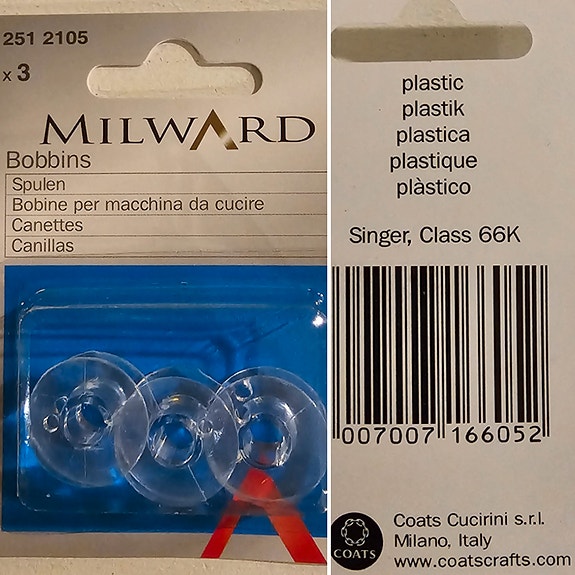 251 2105
x 3
MILWARD
Bobbins
Spulen
Bobine per macchina da cucire
Canettes
Canillas
plastic
plastik
plastica
plastique
plàstico
Singer, Class 66K
007007 166052
COATS
Coats Cucirini s.r.l.
Milano, Italy
www.coatscrafts.com